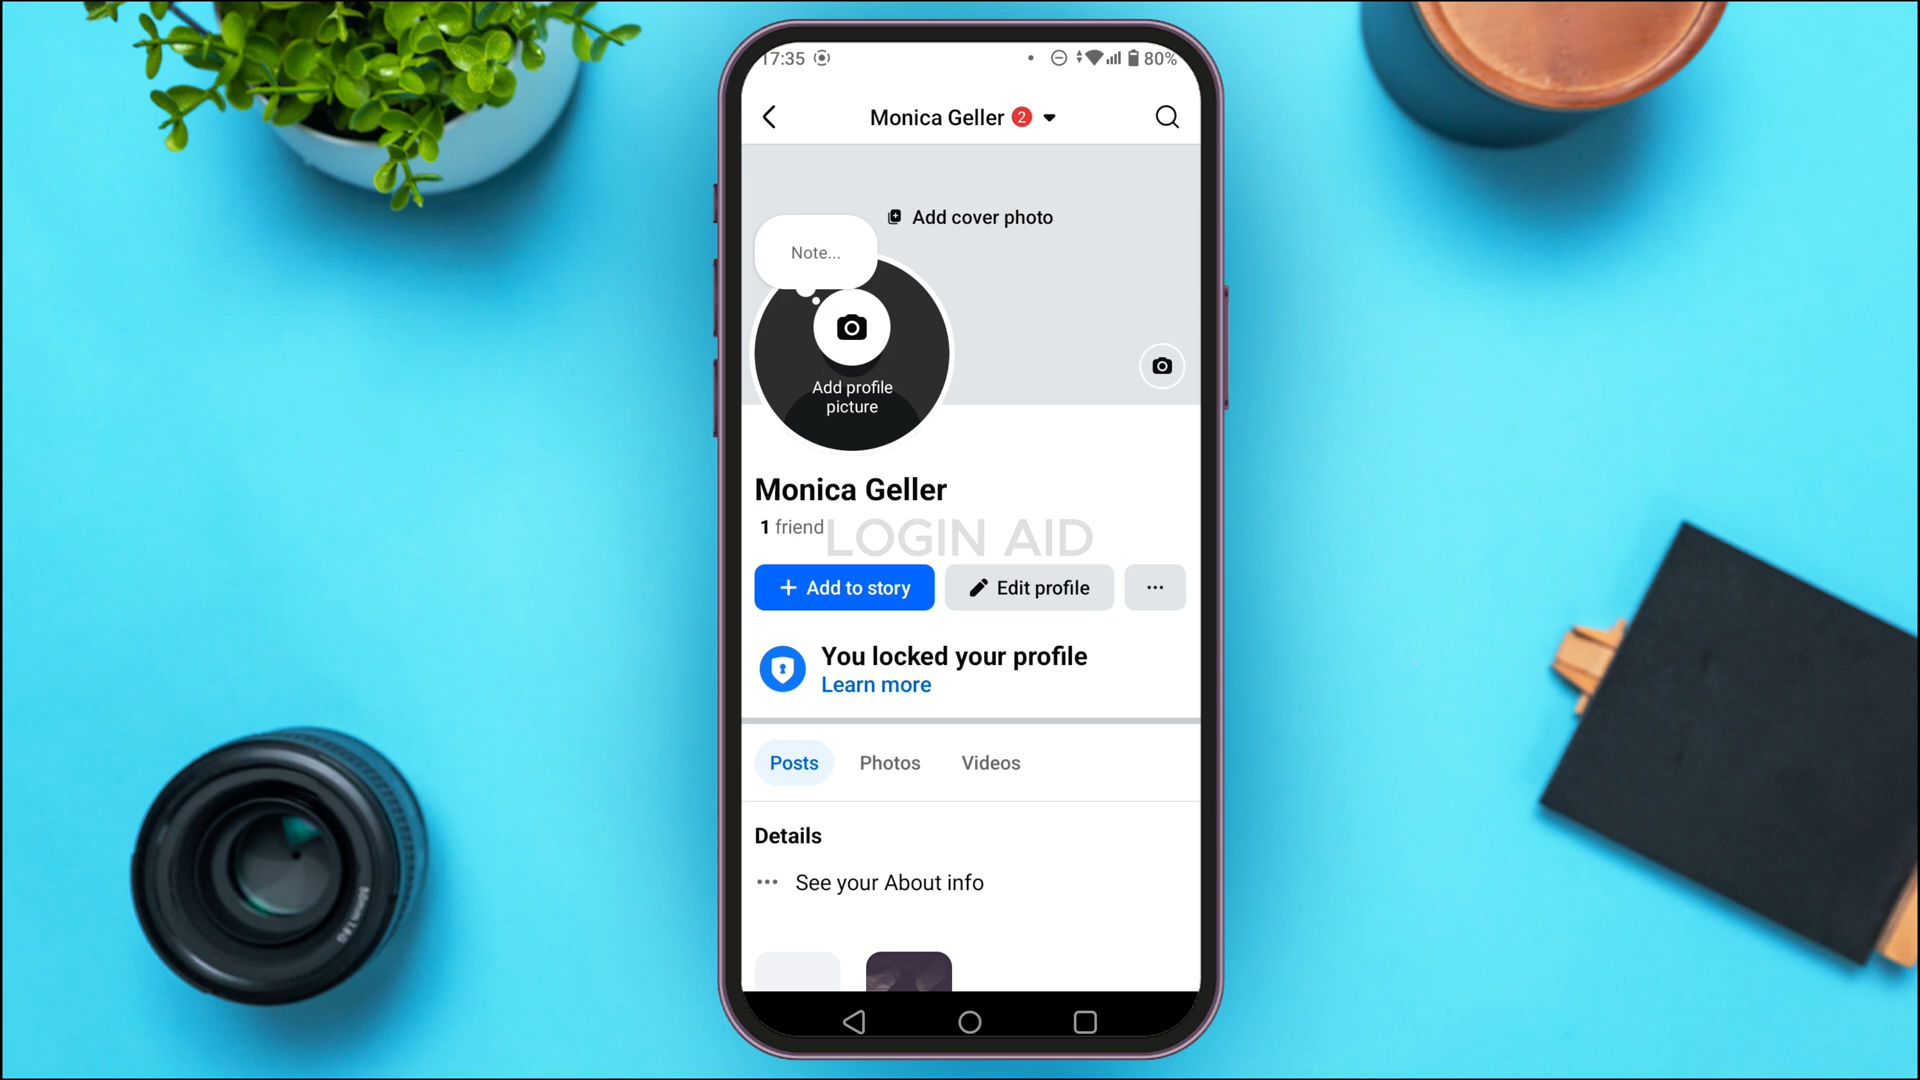 17:35 80%
Monica Geller 2
Add cover photo
Note...
Add profile
picture
Monica Geller
1 friend
LOGIN AID
+ Add to story Edit profile ...
You locked your profile
Learn more
Posts Photos Videos
Details
... See your About info